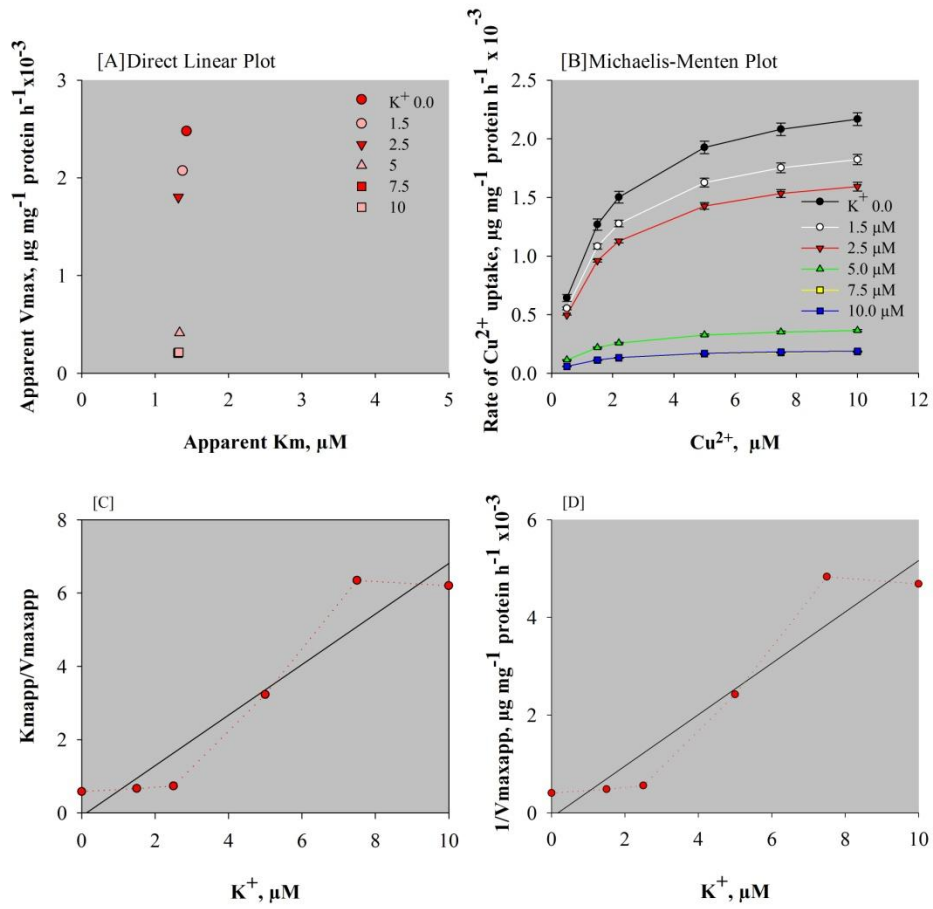 [A]Direct Linear Plot
Apparent Vmax, µg mg⁻¹ protein h⁻¹ x10⁻³
3
2
1
0
K⁺ 0.0
1.5
2.5
5
7.5
10
0 1 2 3 4 5
Apparent Km, µM
[B]Michaelis-Menten Plot
Rate of Cu²⁺ uptake, µg mg⁻¹ protein h⁻¹ x 10⁻³
2.5
2.0
1.5
1.0
0.5
0.0
K⁺ 0.0
1.5 µM
2.5 µM
5.0 µM
7.5 µM
10.0 µM
0 2 4 6 8 10 12
Cu²⁺, µM
[C]
Kmapp/Vmaxapp
8
6
4
2
0
0 2 4 6 8 10
K⁺, µM
[D]
1/Vmaxapp, µg mg⁻¹ protein h⁻¹ x10⁻³
6
4
2
0
0 2 4 6 8 10
K⁺, µM